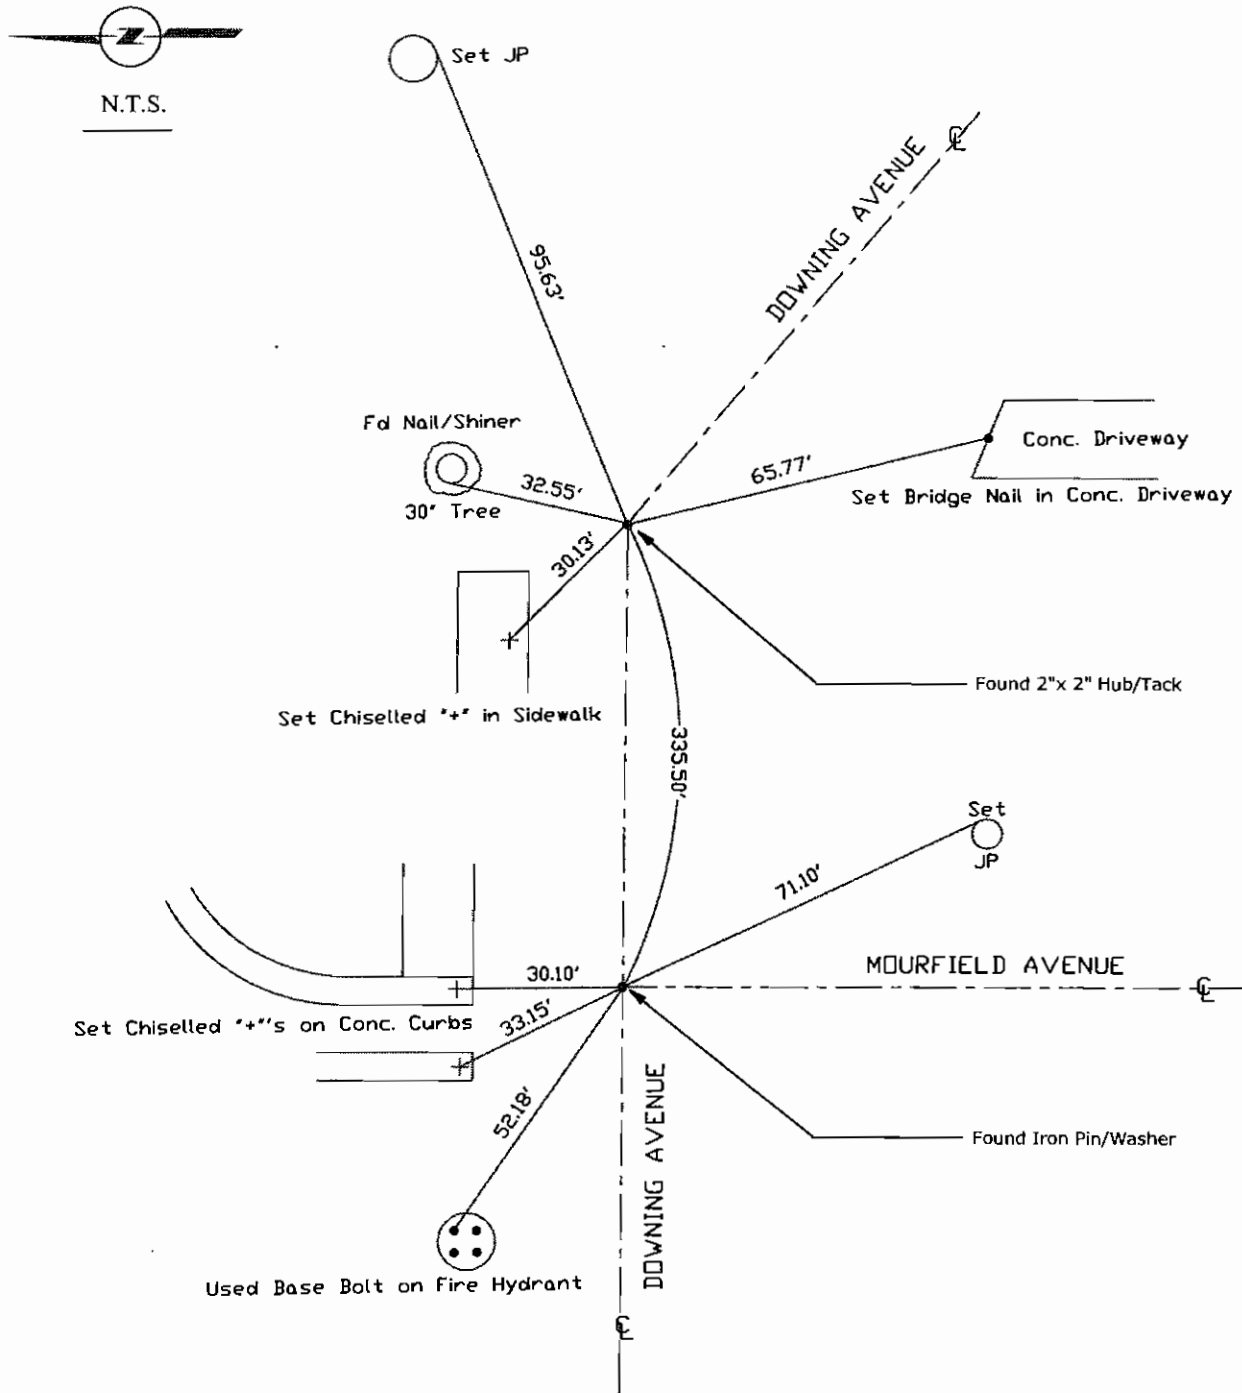 Z
N.T.S.
Set JP
95.63'
DOWNING AVENUE
℄
Fd Nail/Shiner
32.55'
30" Tree
65.77'
Conc. Driveway
Set Bridge Nail in Conc. Driveway
30.13'
Set Chiselled "+" in Sidewalk
Found 2"x 2" Hub/Tack
335.50'
Set
JP
71.10'
30.10'
MOURFIELD AVENUE
℄
Set Chiselled "+"'s on Conc. Curbs
33.15'
52.18'
DOWNING AVENUE
Found Iron Pin/Washer
Used Base Bolt on Fire Hydrant
℄